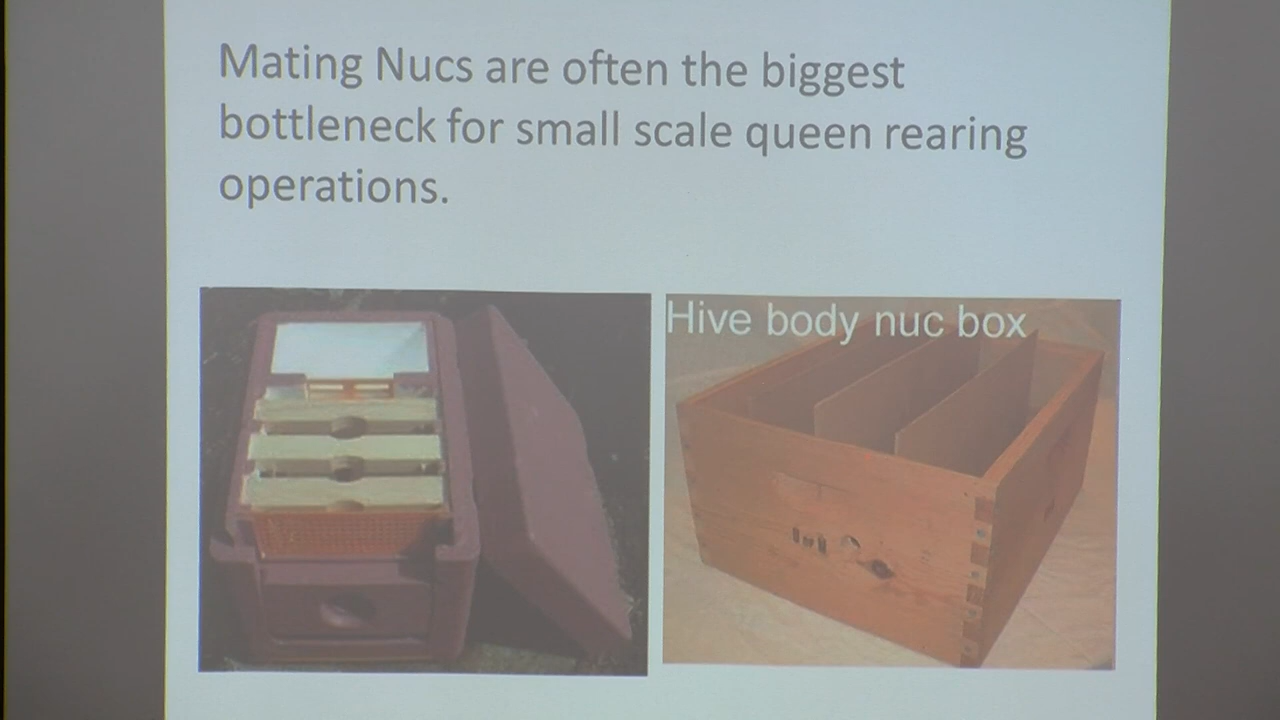 Mating Nucs are often the biggest
bottleneck for small scale queen rearing
operations.
Hive body nuc box